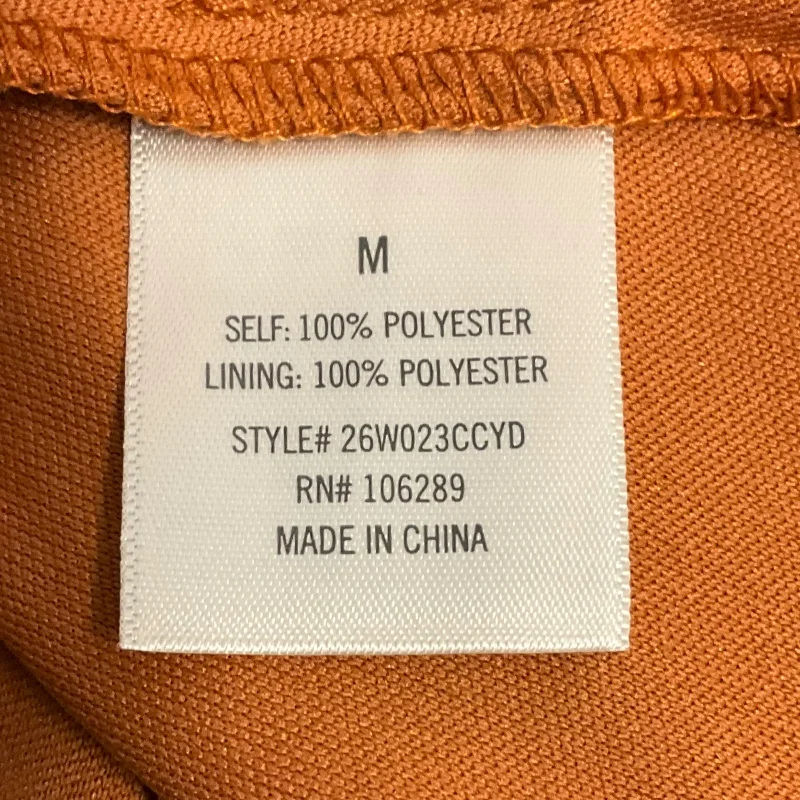 M
SELF: 100% POLYESTER
LINING: 100% POLYESTER
STYLE# 26W023CCYD
RN# 106289
MADE IN CHINA